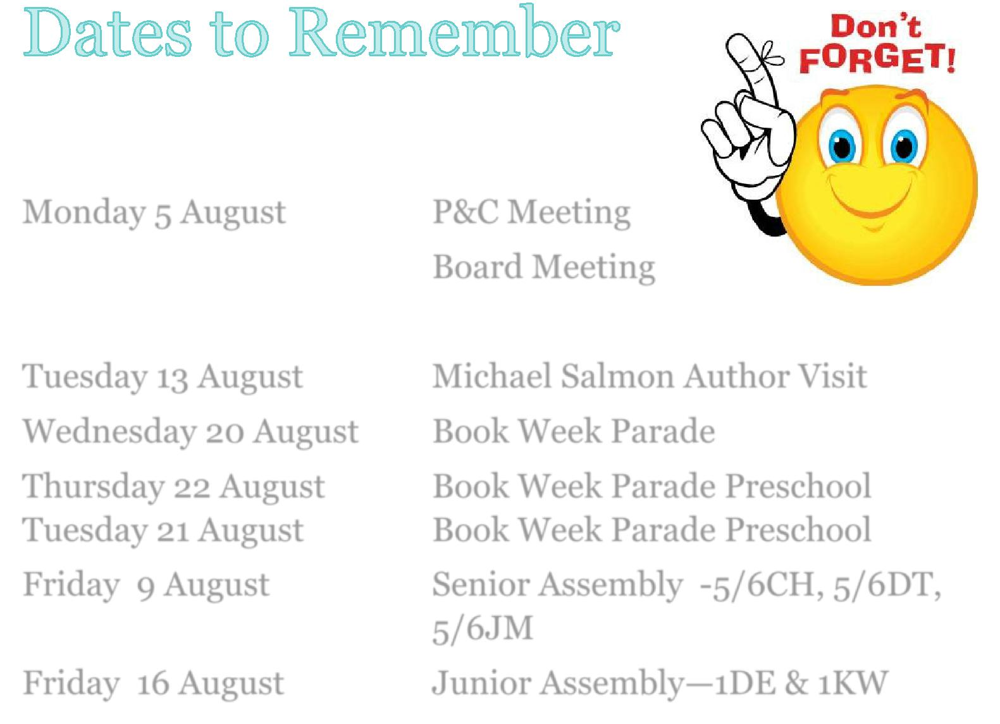 Dates to Remember
Don't
FORGET!
Monday 5 August P&C Meeting
Board Meeting
Tuesday 13 August Michael Salmon Author Visit
Wednesday 20 August Book Week Parade
Thursday 22 August Book Week Parade Preschool
Tuesday 21 August Book Week Parade Preschool
Friday 9 August Senior Assembly -5/6CH, 5/6DT,
5/6JM
Friday 16 August Junior Assembly—1DE & 1KW